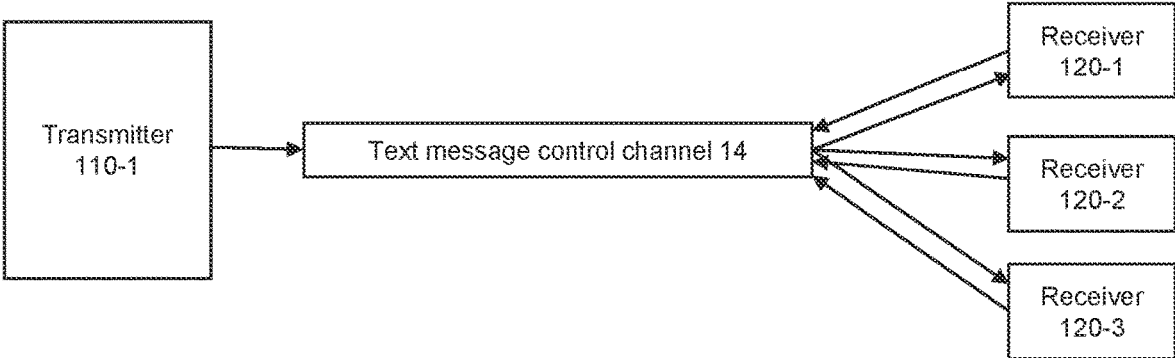 Transmitter
110-1
Text message control channel 14
Receiver
120-1
Receiver
120-2
Receiver
120-3